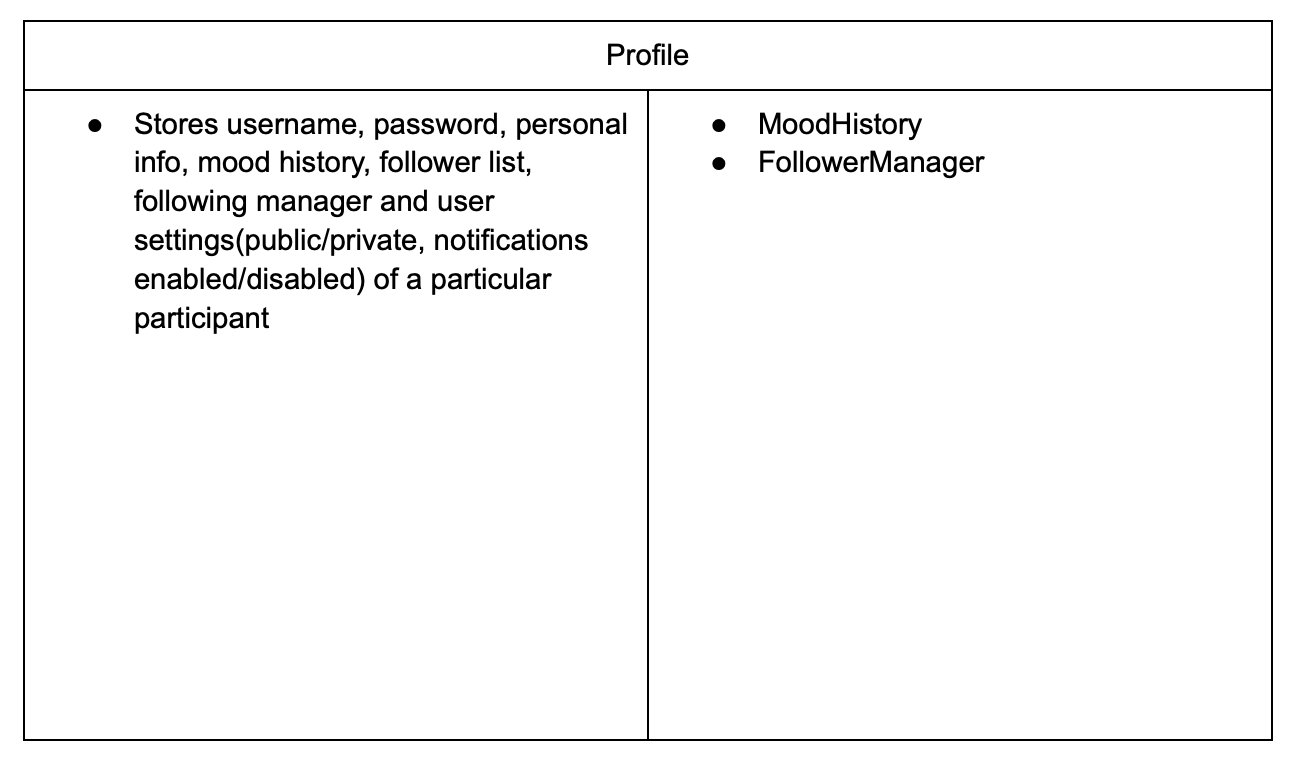 Profile
● Stores username, password, personal
info, mood history, follower list,
following manager and user
settings(public/private, notifications
enabled/disabled) of a particular
participant
● MoodHistory
● FollowerManager